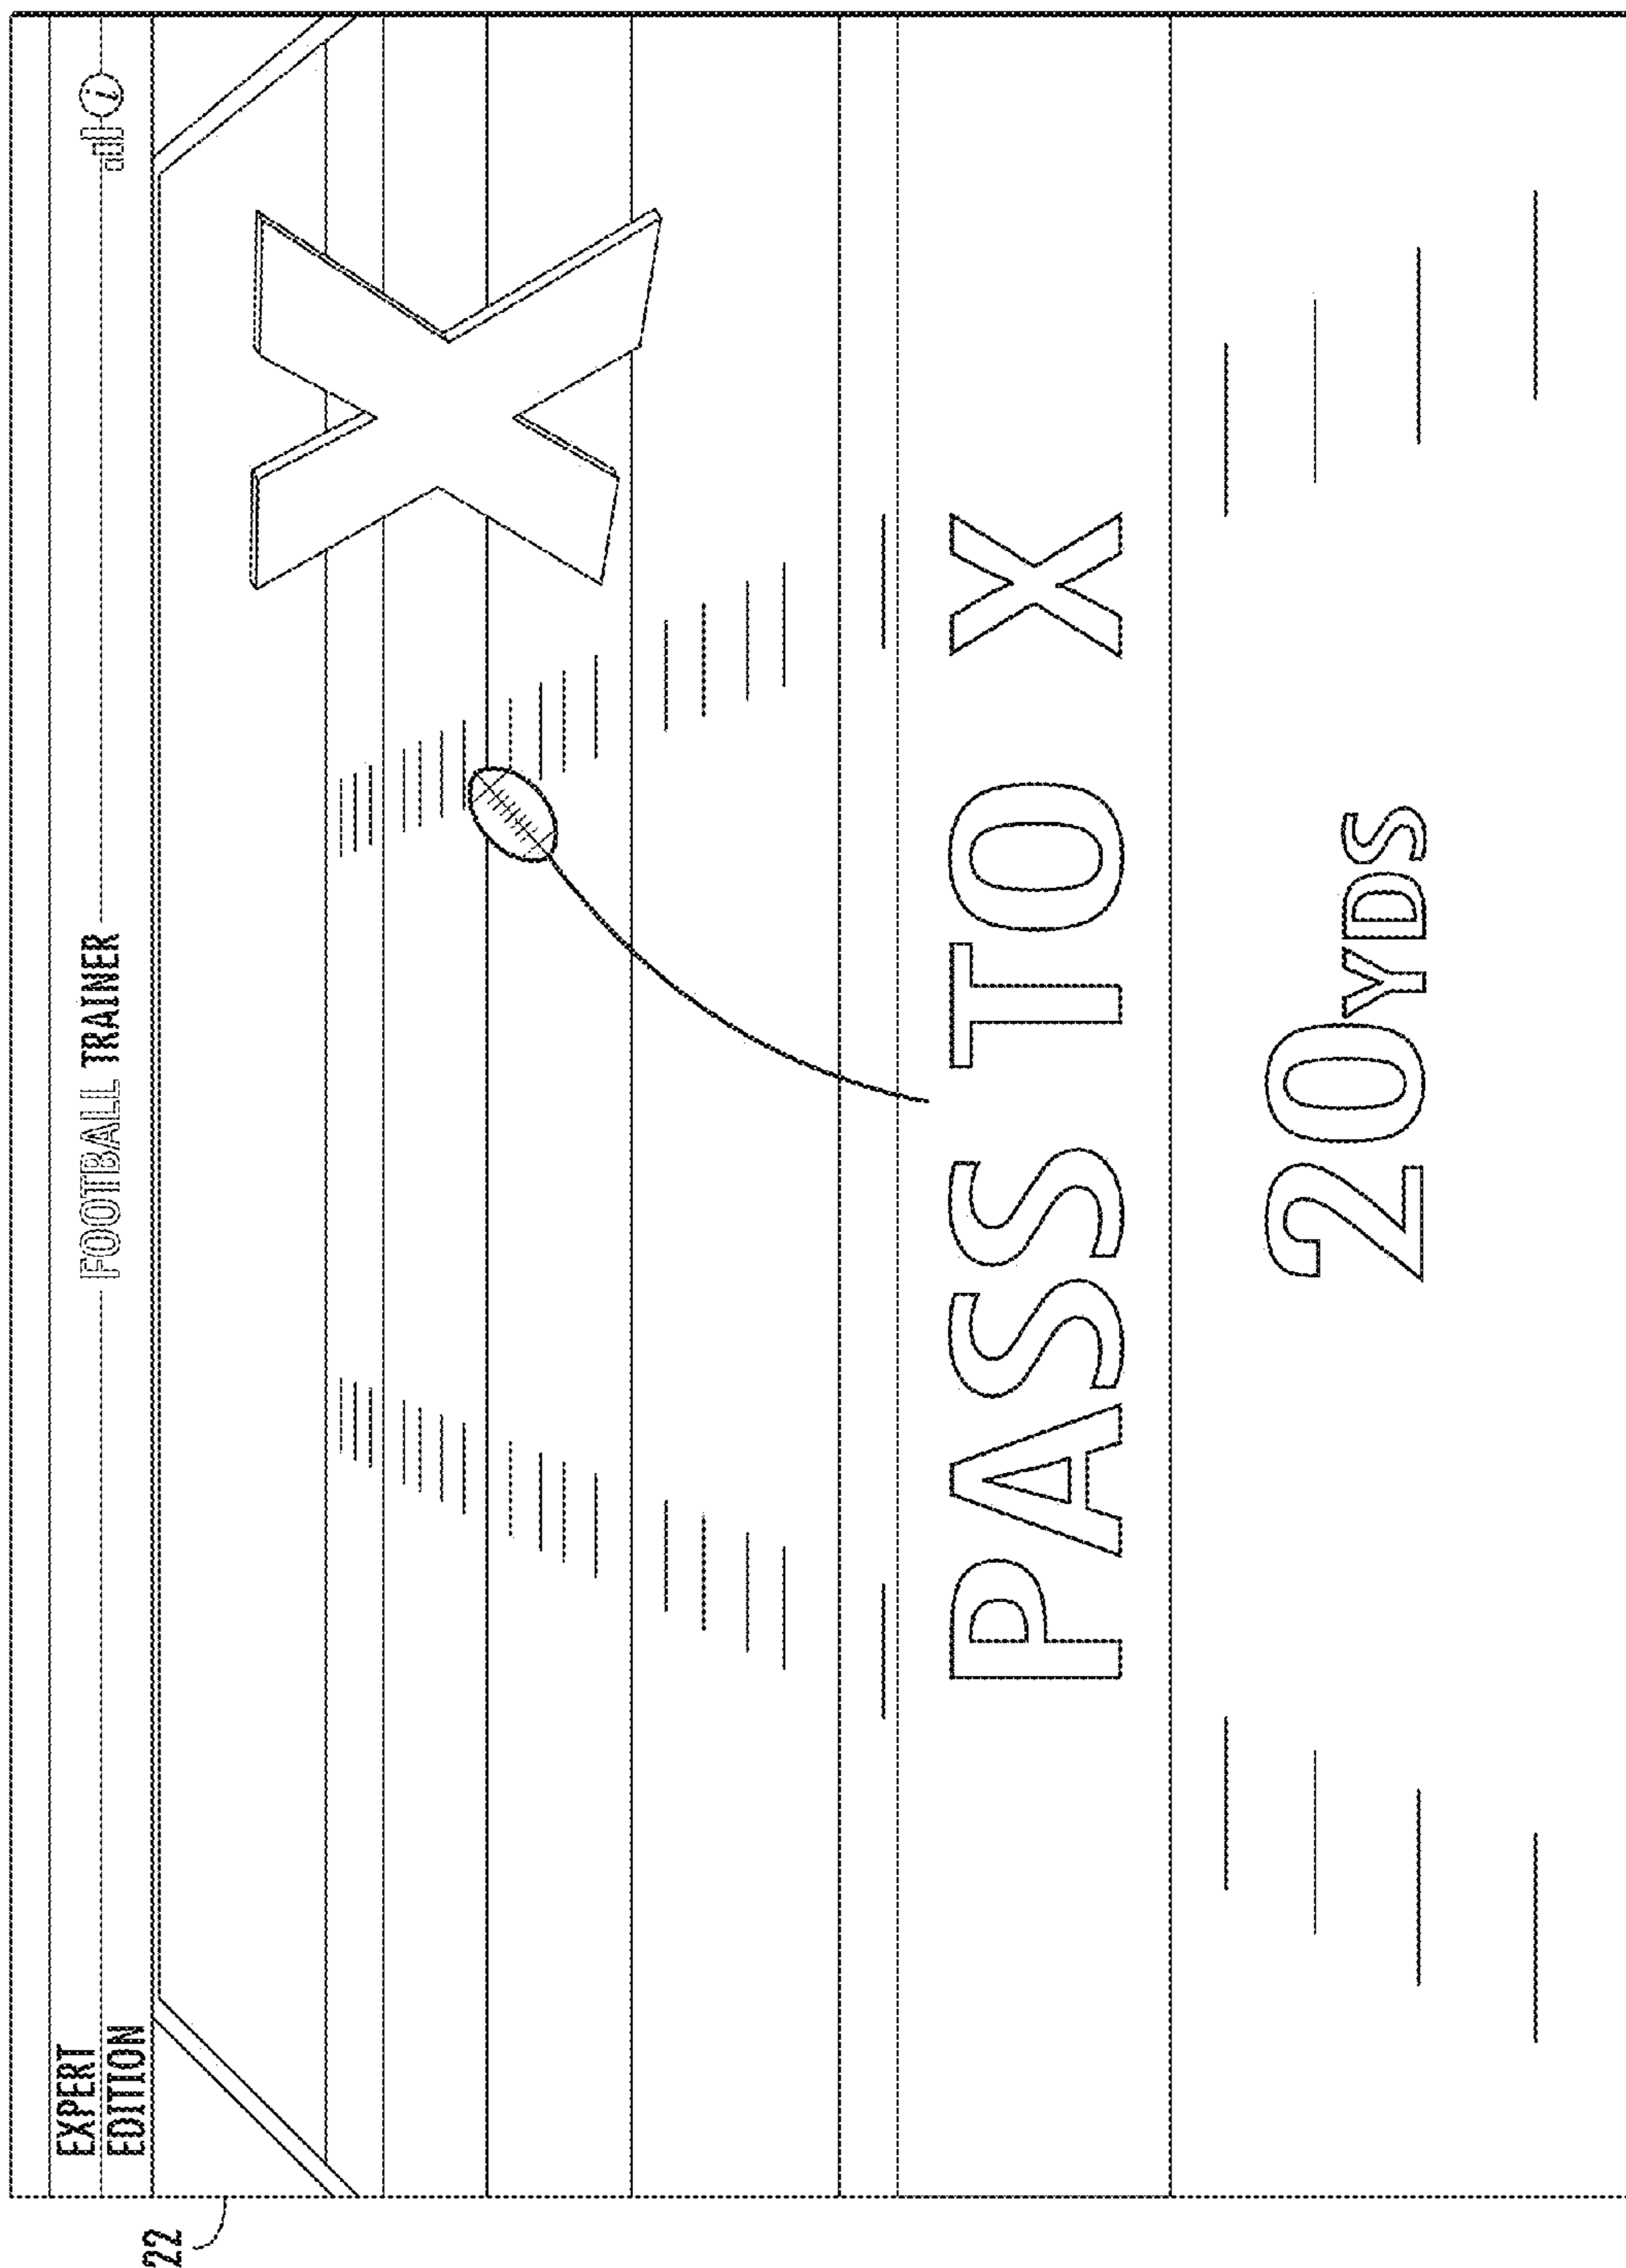 EXPERT
EDITION
FOOTBALL TRAINER
i
X
PASS TO X
20YDS
22